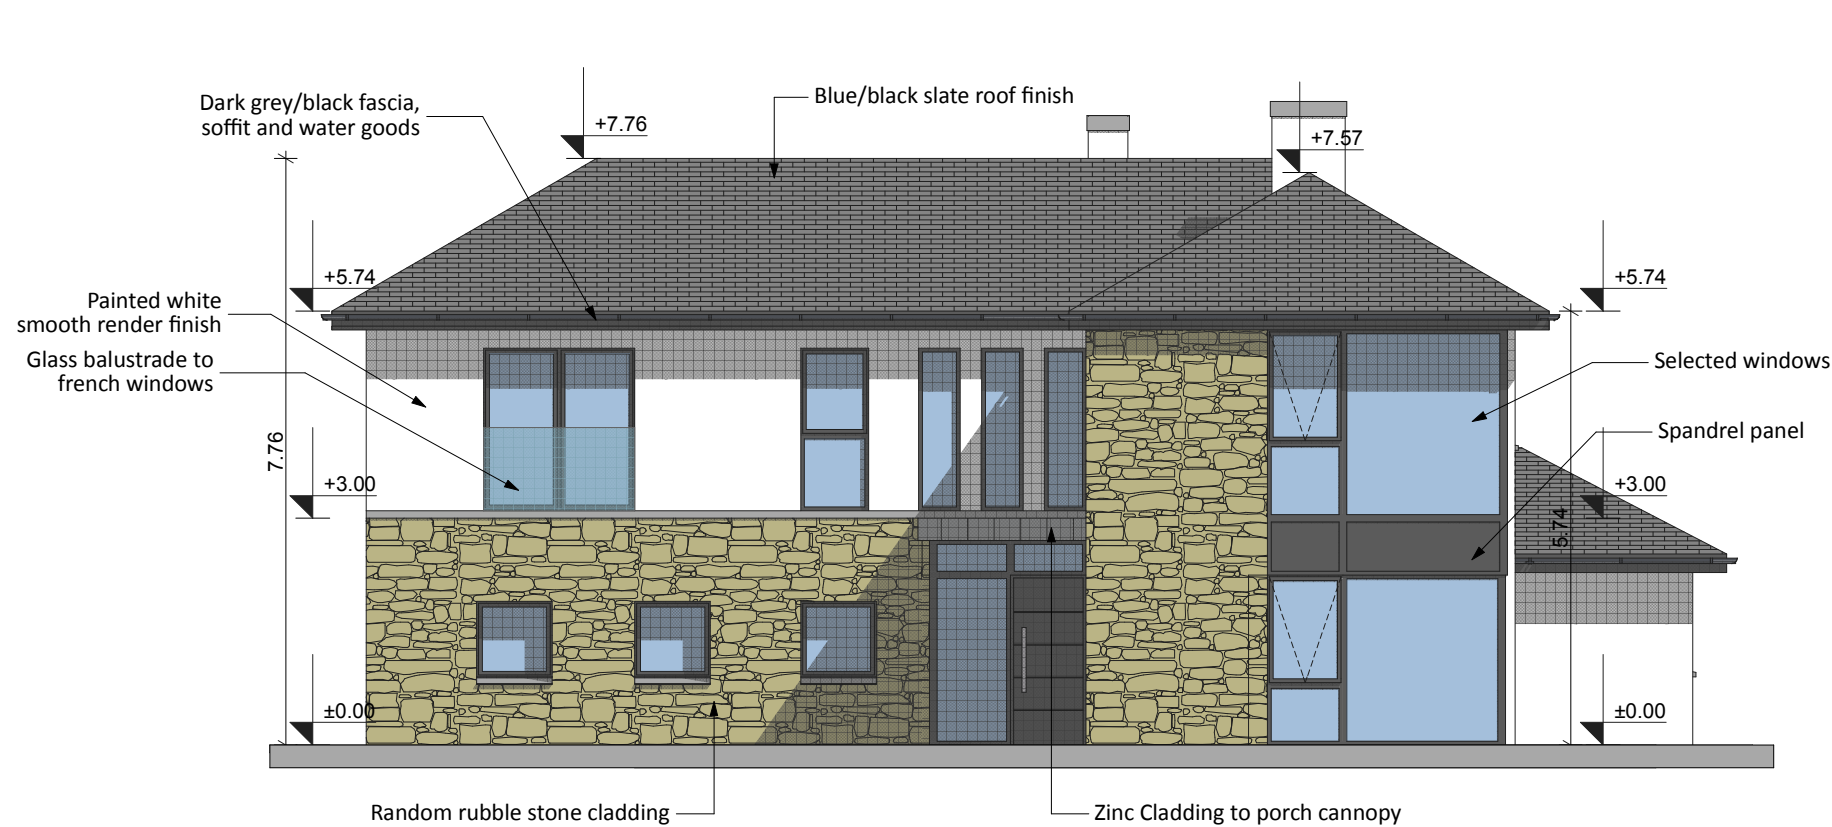 Dark grey/black fascia,
soffit and water goods
Blue/black slate roof finish
+7.76
+7.57
+5.74
+5.74
Painted white
smooth render finish
Glass balustrade to
french windows
Selected windows
Spandrel panel
7.76
+3.00
+3.00
5.74
±0.00
±0.00
Random rubble stone cladding
Zinc Cladding to porch cannopy